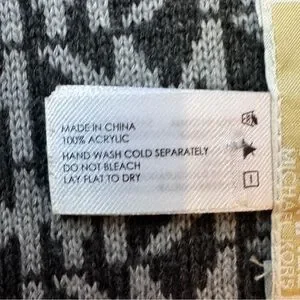 MADE IN CHINA
100% ACRYLIC
HAND WASH COLD SEPARATELY
DO NOT BLEACH
LAY FLAT TO DRY
MICHAEL KORS